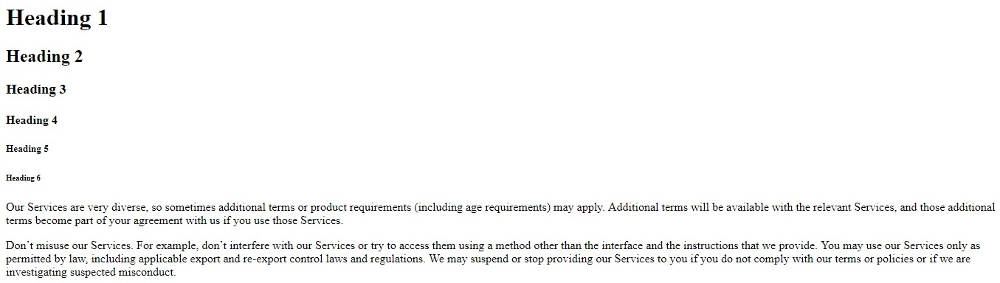 Heading 1
Heading 2
Heading 3
Heading 4
Heading 5
Heading 6
Our Services are very diverse, so sometimes additional terms or product requirements (including age requirements) may apply. Additional terms will be available with the relevant Services, and those additional
terms become part of your agreement with us if you use those Services.
Don’t misuse our Services. For example, don’t interfere with our Services or try to access them using a method other than the interface and the instructions that we provide. You may use our Services only as
permitted by law, including applicable export and re-export control laws and regulations. We may suspend or stop providing our Services to you if you do not comply with our terms or policies or if we are
investigating suspected misconduct.